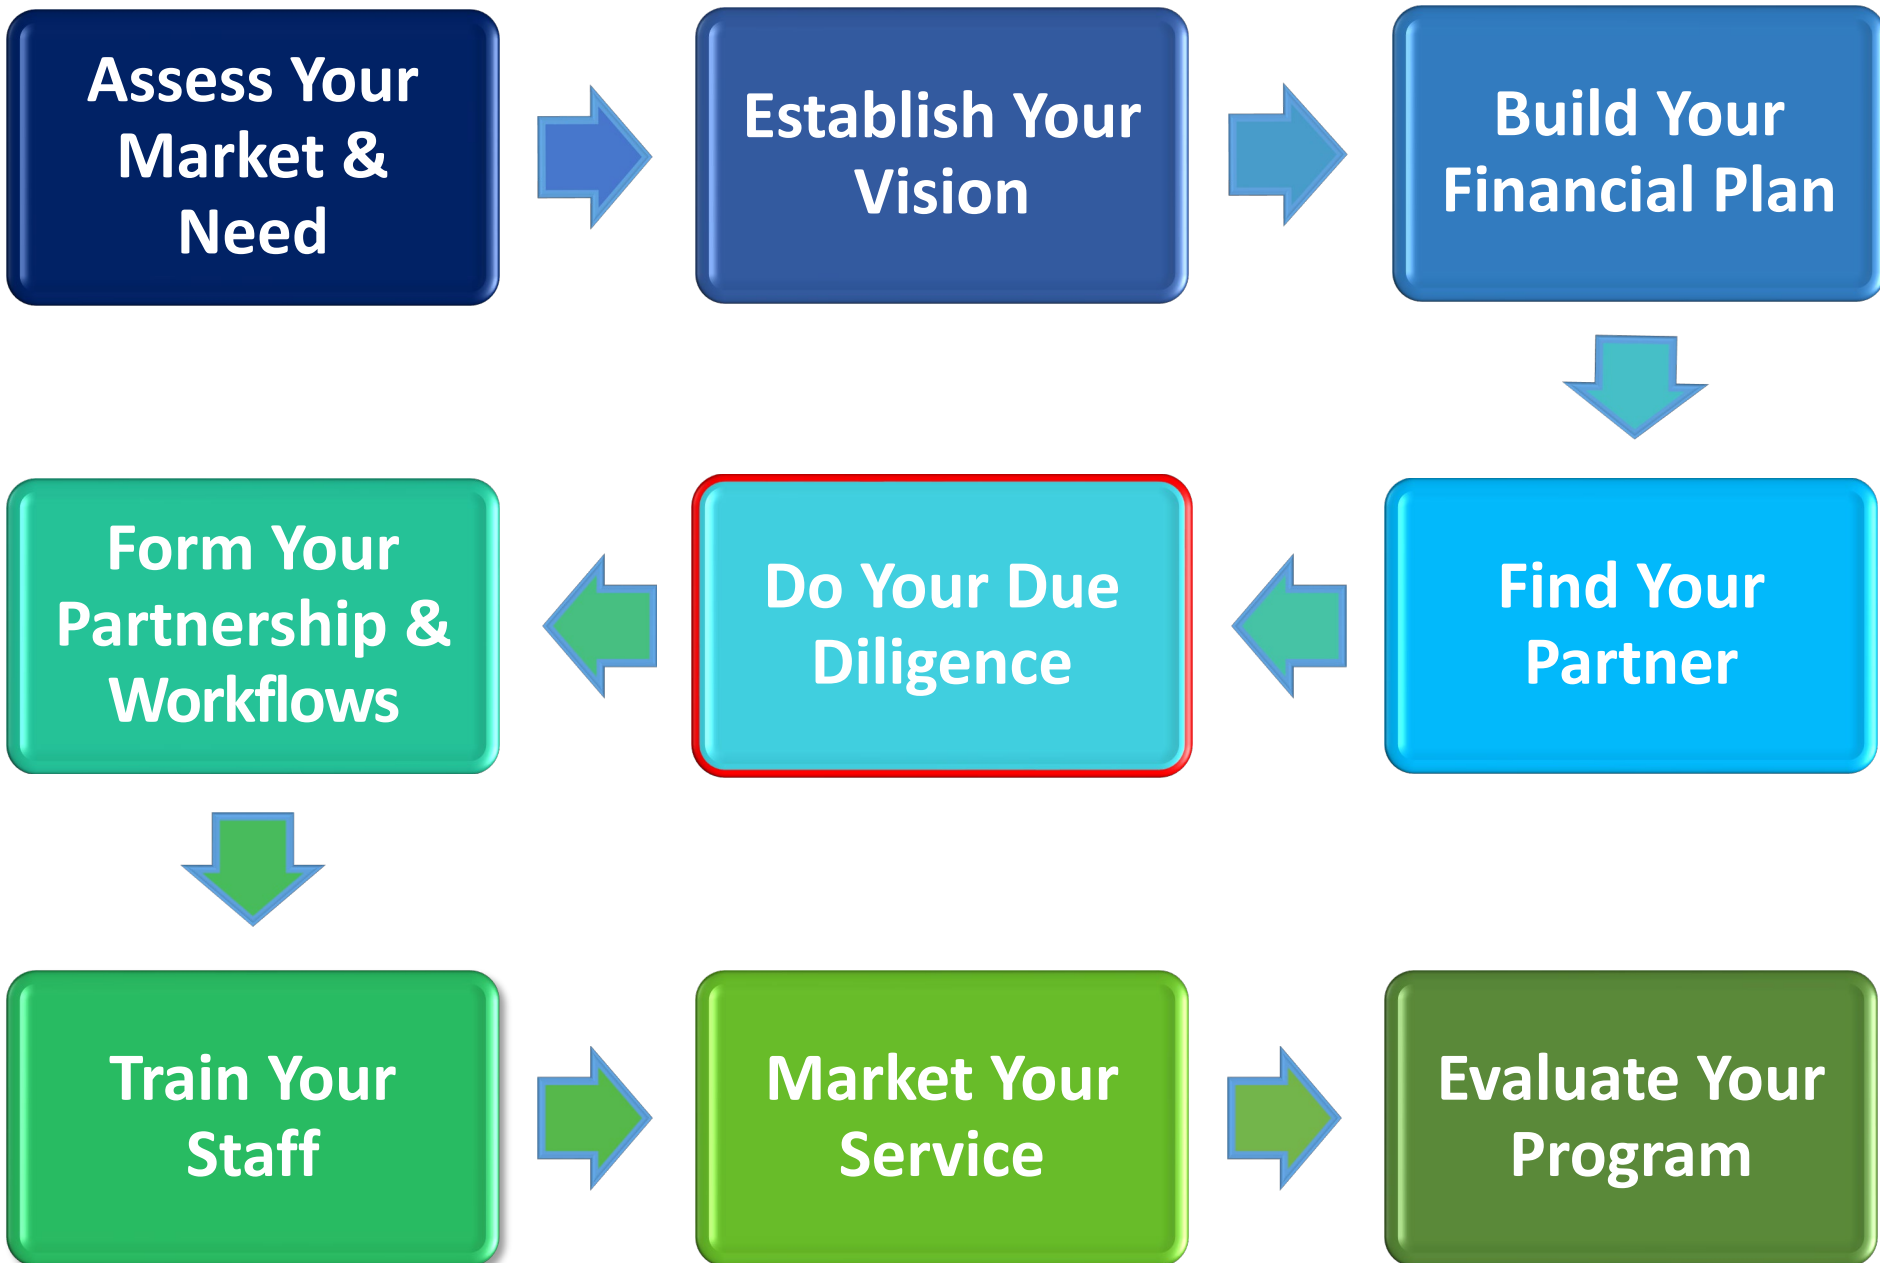 Assess Your
Market &
Need
Establish Your
Vision
Build Your
Financial Plan
Find Your
Partner
Do Your Due
Diligence
Form Your
Partnership &
Workflows
Train Your
Staff
Market Your
Service
Evaluate Your
Program